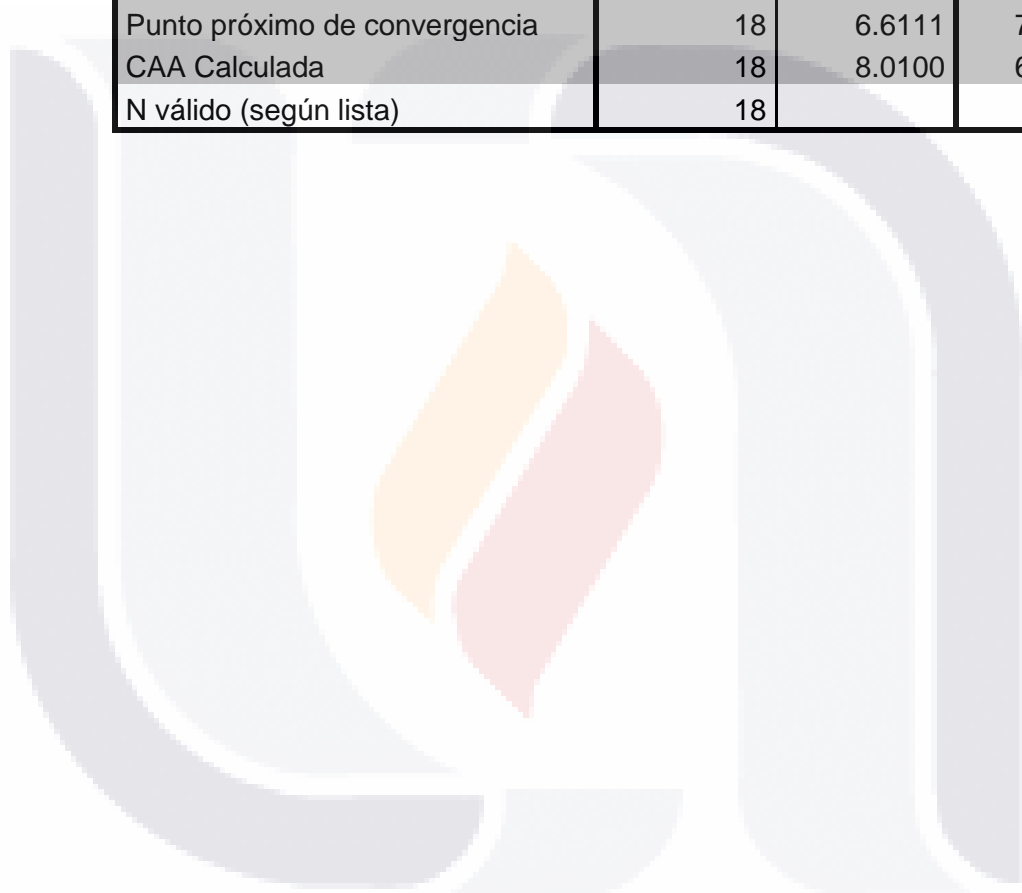 Punto próximo de convergencia 18 6.6111
CAA Calculada 18 8.0100
N válido (según lista) 18